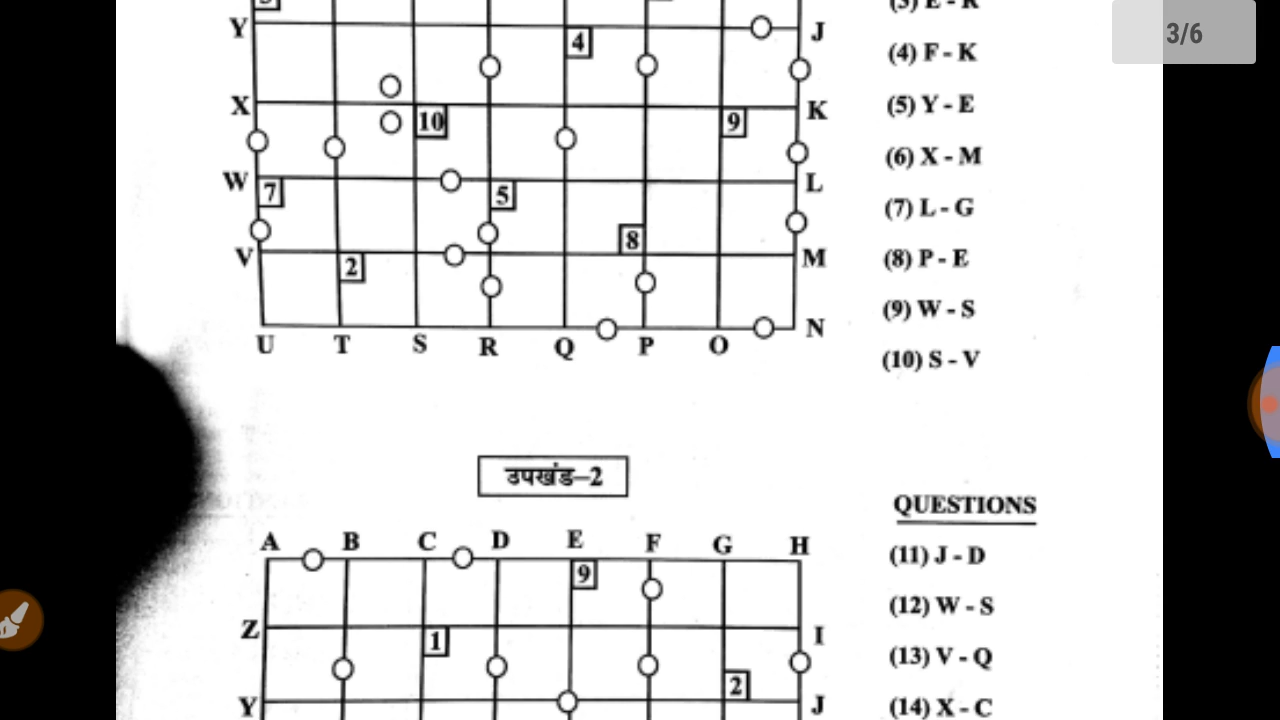 (3) E - R
3/6
Y
J
4
(4) F - K
X
10
9
K
(5) Y - E
W
7
5
L
(6) X - M
(7) L - G
V
2
8
M
(8) P - E
(9) W - S
N
U T S R Q P O
(10) S - V
उपखंड–2
QUESTIONS
A B C D E F G H
(11) J - D
9
(12) W - S
Z
1
I
(13) V - Q
2
Y
J
(14) X - C